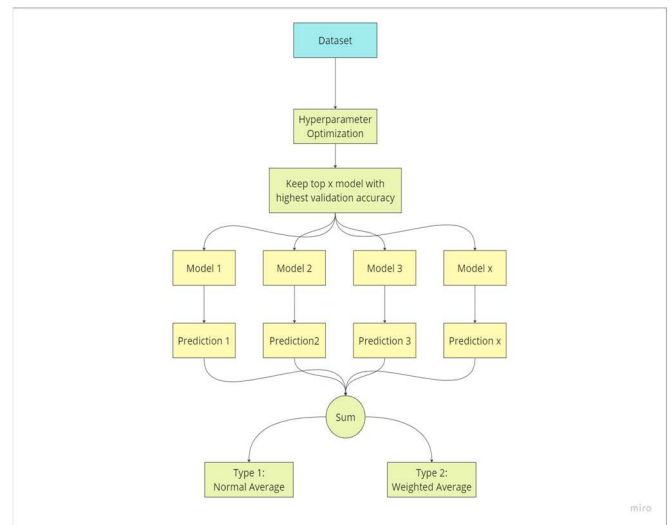 Dataset
Hyperparameter
Optimization
Keep top x model with
highest validation accuracy
Model 1
Model 2
Model 3
Model x
Prediction 1
Prediction2
Prediction 3
Prediction x
Sum
Type 1:
Normal Average
Type 2:
Weighted Average
miro